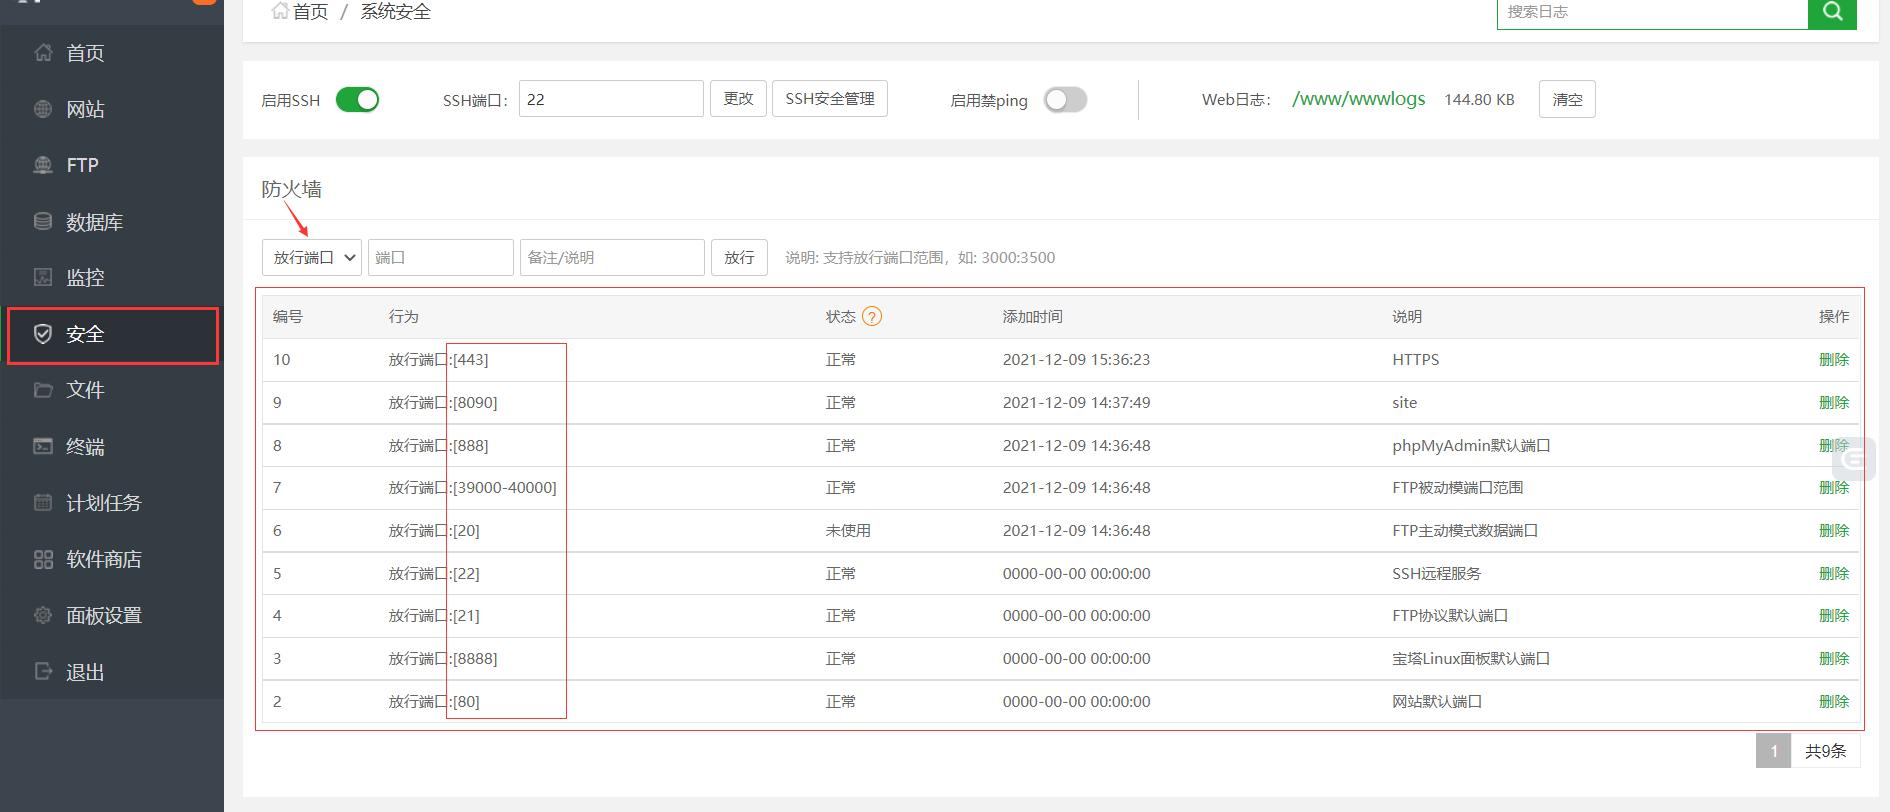 首页 / 系统安全
搜索日志
首页
网站
FTP
数据库
监控
安全
文件
终端
计划任务
软件商店
面板设置
退出
启用SSH SSH端口: 22 更改 SSH安全管理 启用禁ping Web日志: /www/wwwlogs 144.80 KB 清空
防火墙
放行端口 端口 备注/说明 放行 说明: 支持放行端口范围，如: 3000:3500
编号 行为 状态 ? 添加时间 说明 操作
10 放行端口:[443] 正常 2021-12-09 15:36:23 HTTPS 删除
9 放行端口:[8090] 正常 2021-12-09 14:37:49 site 删除
8 放行端口:[888] 正常 2021-12-09 14:36:48 phpMyAdmin默认端口 删除
7 放行端口:[39000-40000] 正常 2021-12-09 14:36:48 FTP被动模端口范围 删除
6 放行端口:[20] 未使用 2021-12-09 14:36:48 FTP主动模式数据端口 删除
5 放行端口:[22] 正常 0000-00-00 00:00:00 SSH远程服务 删除
4 放行端口:[21] 正常 0000-00-00 00:00:00 FTP协议默认端口 删除
3 放行端口:[8888] 正常 0000-00-00 00:00:00 宝塔Linux面板默认端口 删除
2 放行端口:[80] 正常 0000-00-00 00:00:00 网站默认端口 删除
1 共9条